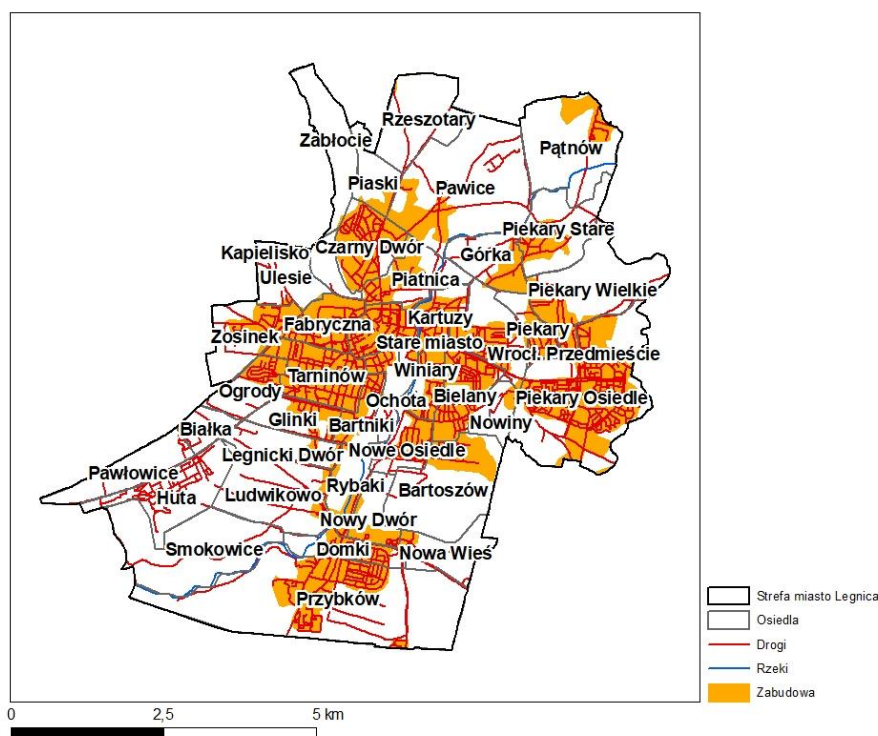 Rzeszotary
Zabłocie
Pątnów
Piaski
Pawice
Piekary Stare
Kapielisko
Czarny Dwór
Górka
Ulesie
Piatnica
Piekary Wielkie
Fabryczna
Kartuzy
Zosinek
Piekary
Stare miasto
Wrocł. Przedmieście
Winiary
Tarninów
Ogrody
Ochota
Bielany
Piekary Osiedle
Glinki
Bartniki
Nowiny
Białka
Legnicki Dwór
Nowe Osiedle
Pawłowice
Rybaki
Huta
Ludwikowo
Bartoszów
Nowy Dwór
Smokowice
Domki
Nowa Wieś
Przybków
Strefa miasto Legnica
Osiedla
Drogi
Rzeki
Zabudowa
0 2,5 5 km